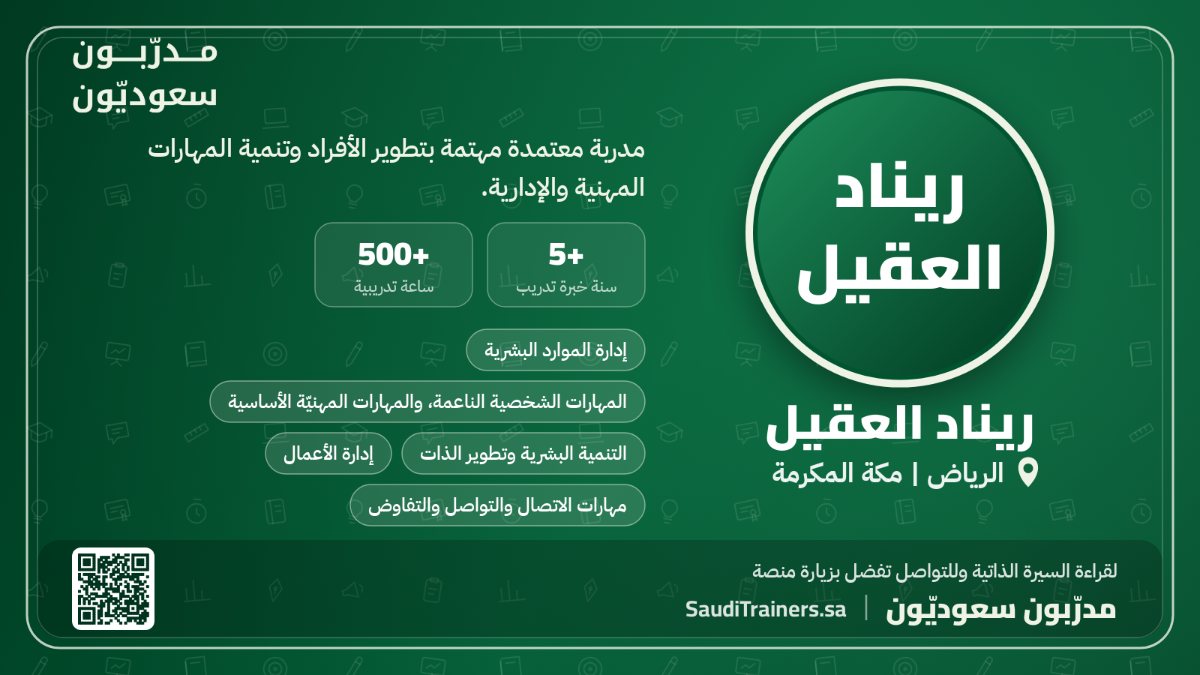 مــدرّبــون
سعوديّون
ريناد
العقيل
ريناد العقيل
الرياض | مكة المكرمة
مدربة معتمدة مهتمة بتطوير الأفراد وتنمية المهارات
المهنية والإدارية.
+5
سنة خبرة تدريب
+500
ساعة تدريبية
إدارة الموارد البشرية
المهارات الشخصية الناعمة، والمهارات المهنيّة الأساسية
التنمية البشرية وتطوير الذات
إدارة الأعمال
مهارات الاتصال والتواصل والتفاوض
لقراءة السيرة الذاتية وللتواصل تفضل بزيارة منصة
مدرّبون سعوديّون | SaudiTrainers.sa